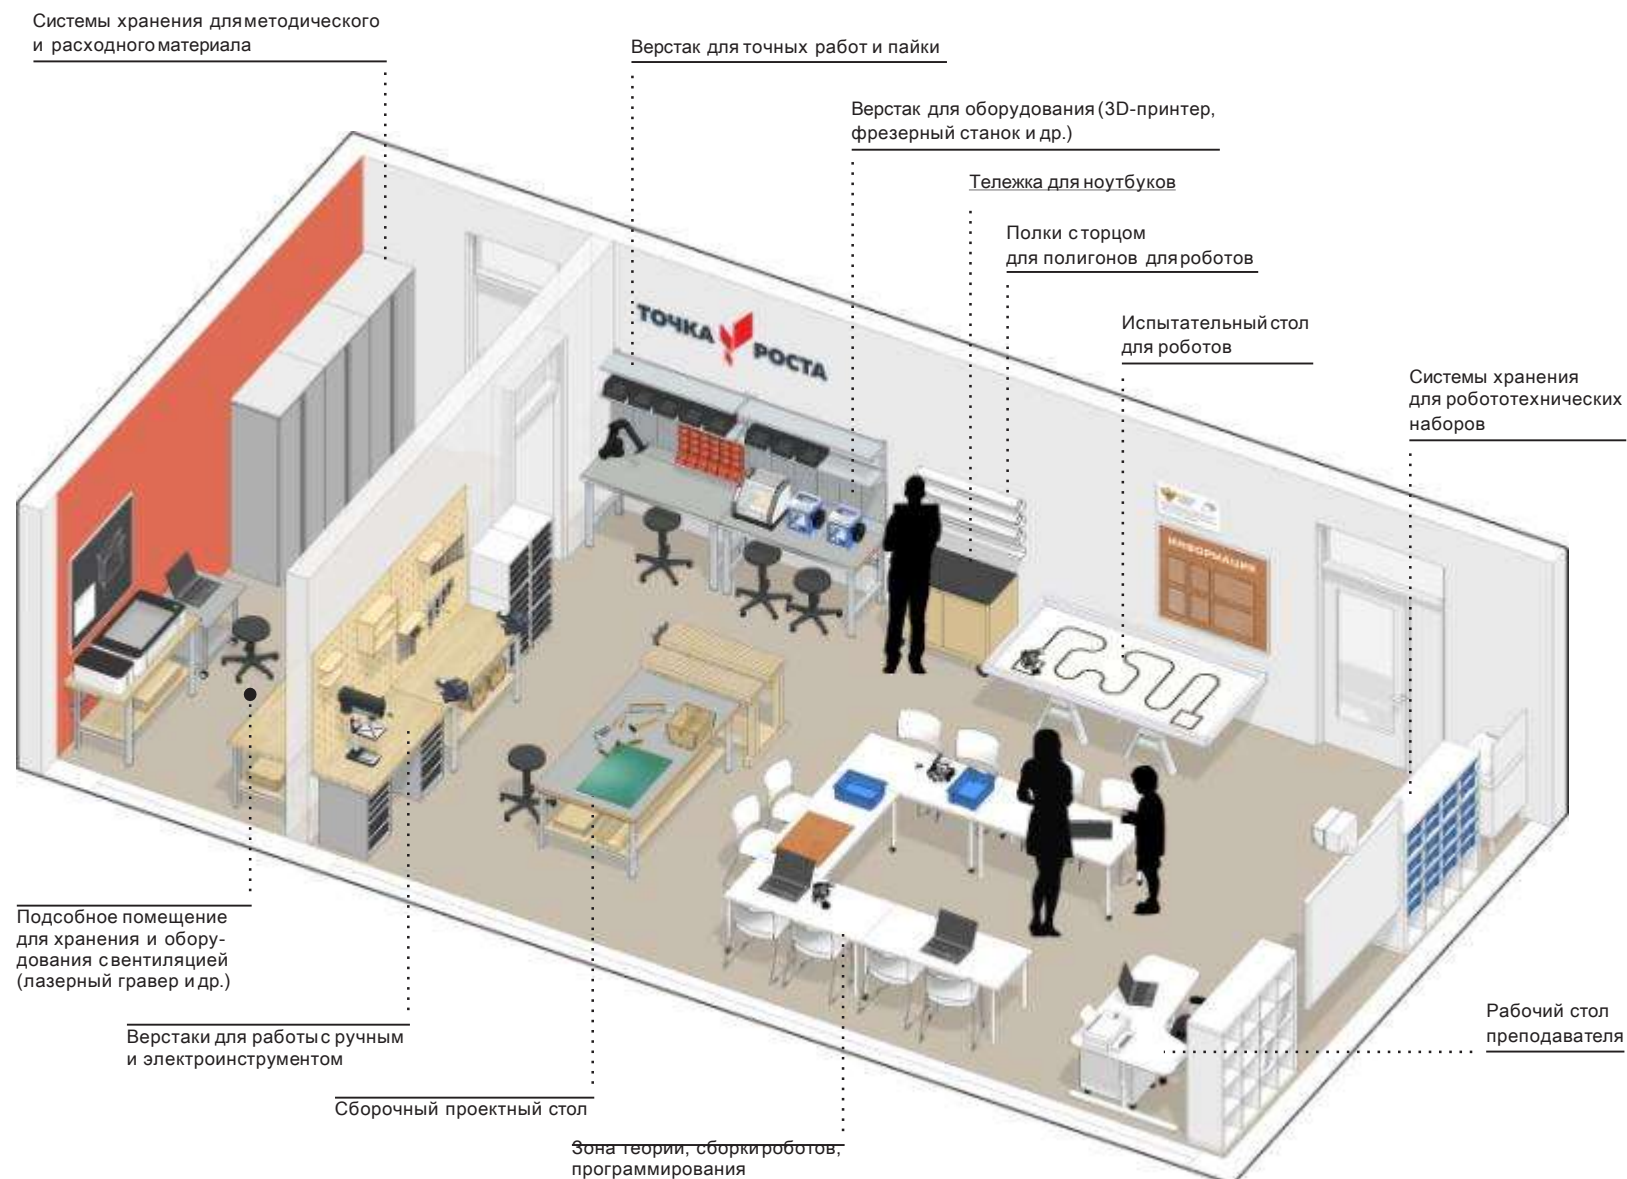 Системы хранения для методического
и расходного материала
Верстак для точных работ и пайки
Верстак для оборудования (3D-принтер,
фрезерный станок и др.)
Тележка для ноутбуков
Полки с торцом
для полигонов для роботов
Испытательный стол
для роботов
Системы хранения
для робототехнических
наборов
ТОЧКА
РОСТА
ИНФОРМАЦИЯ
Подсобное помещение
для хранения и обору-
дования с вентиляцией
(лазерный гравер и др.)
Верстаки для работы с ручным
и электроинструментом
Сборочный проектный стол
Зона теории, сборки роботов,
программирования
Рабочий стол
преподавателя